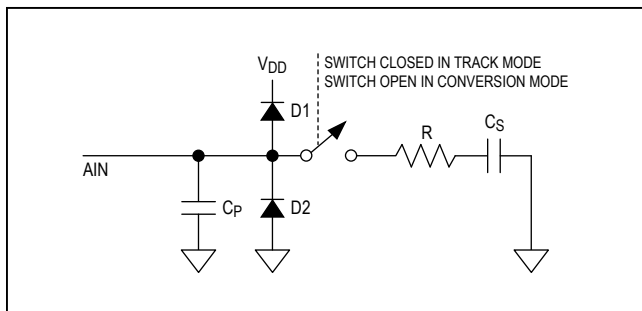 SWITCH CLOSED IN TRACK MODE
SWITCH OPEN IN CONVERSION MODE
VDD
D1
R
CS
AIN
CP
D2